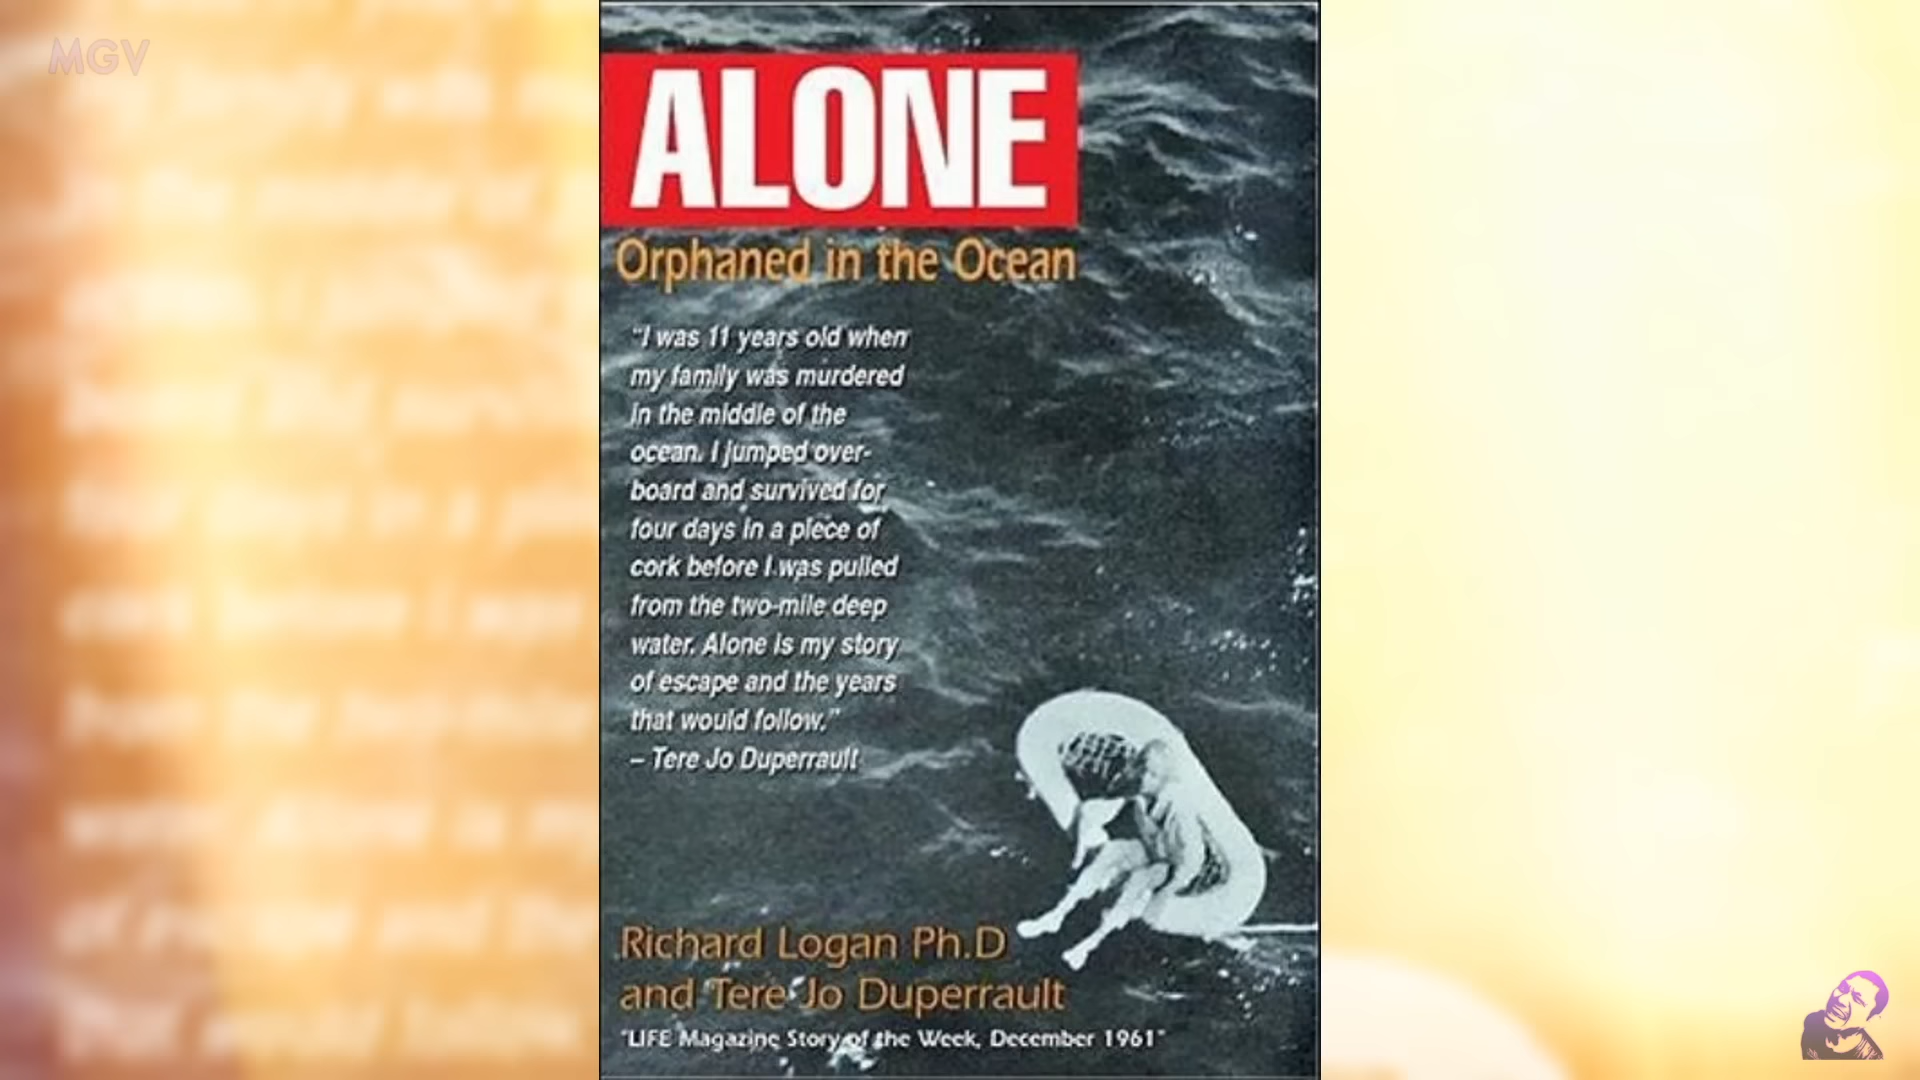 MGV
ALONE
Orphaned in the Ocean
"I was 11 years old when
my family was murdered
in the middle of the
ocean. I jumped over-
board and survived for
four days in a piece of
cork before I was pulled
from the two-mile deep
water. Alone is my story
of escape and the years
that would follow."
– Tere Jo Duperrault
Richard Logan Ph.D
and Tere Jo Duperrault
"LIFE Magazine Story of the Week, December 1961"